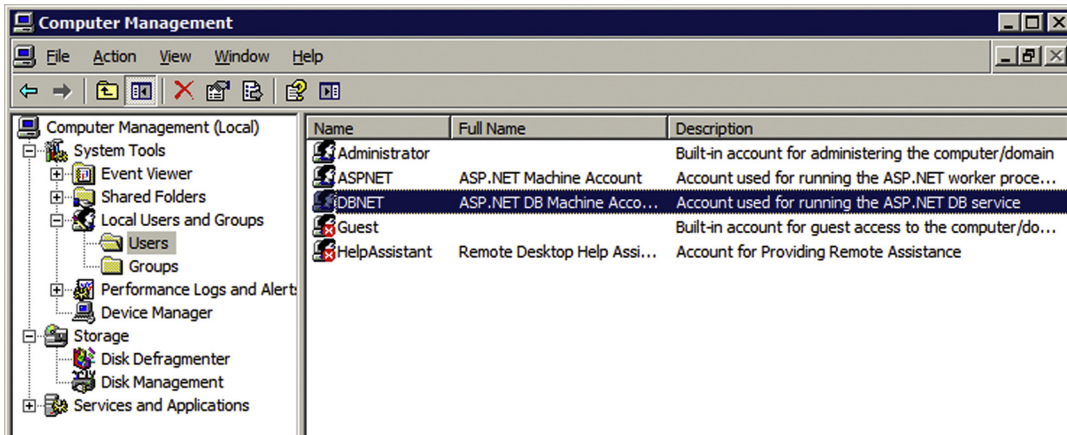 Computer Management
File Action View Window Help
Computer Management (Local)
System Tools
Event Viewer
Shared Folders
Local Users and Groups
Users
Groups
Performance Logs and Alert
Device Manager
Storage
Disk Defragmenter
Disk Management
Services and Applications
Name Full Name Description
Administrator Built-in account for administering the computer/domain
ASPNET ASP.NET Machine Account Account used for running the ASP.NET worker proce...
DBNET ASP.NET DB Machine Acco... Account used for running the ASP.NET DB service
Guest Built-in account for guest access to the computer/do...
HelpAssistant Remote Desktop Help Assi... Account for Providing Remote Assistance